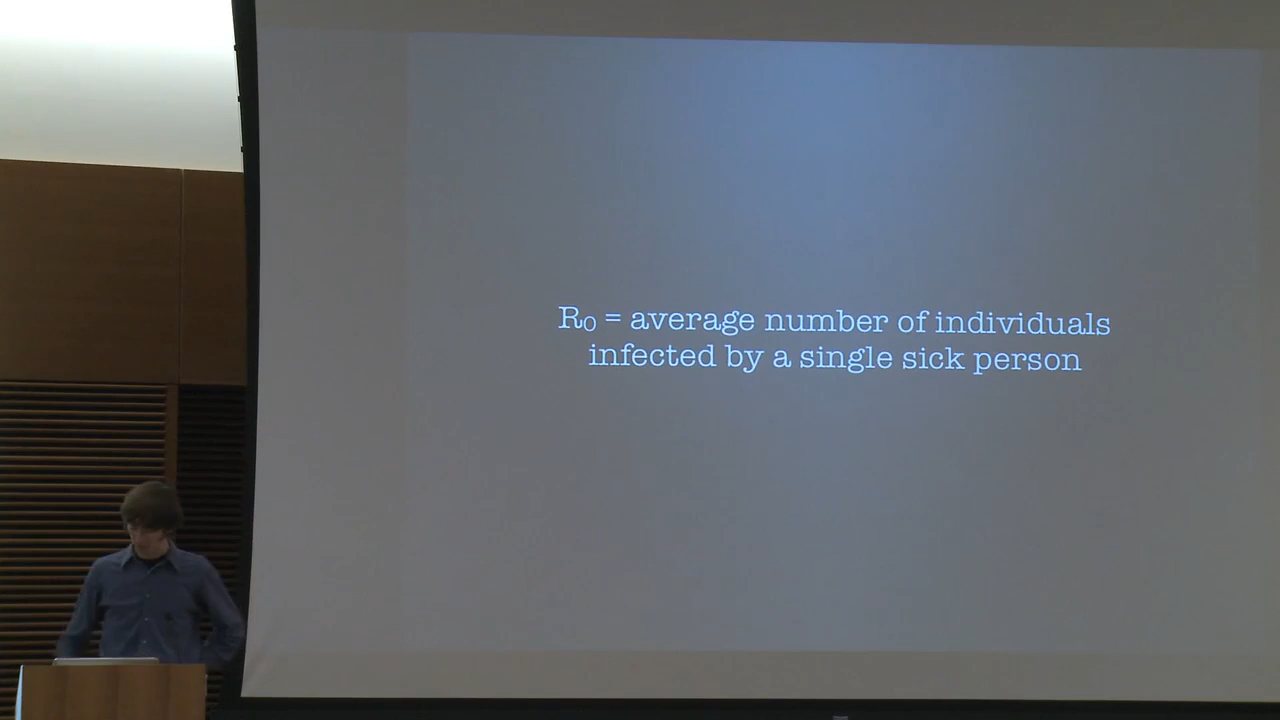 R₀ = average number of individuals
infected by a single sick person